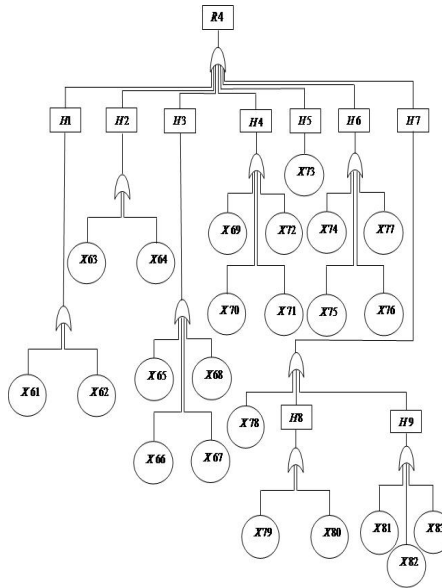 R4
H1 H2 H3 H4 H5 H6 H7
X73
X69 X72 X74 X77
X63 X64
X70 X71 X75 X76
X65 X68
X61 X62
X78 H8 H9
X66 X67
X79 X80 X81
X82